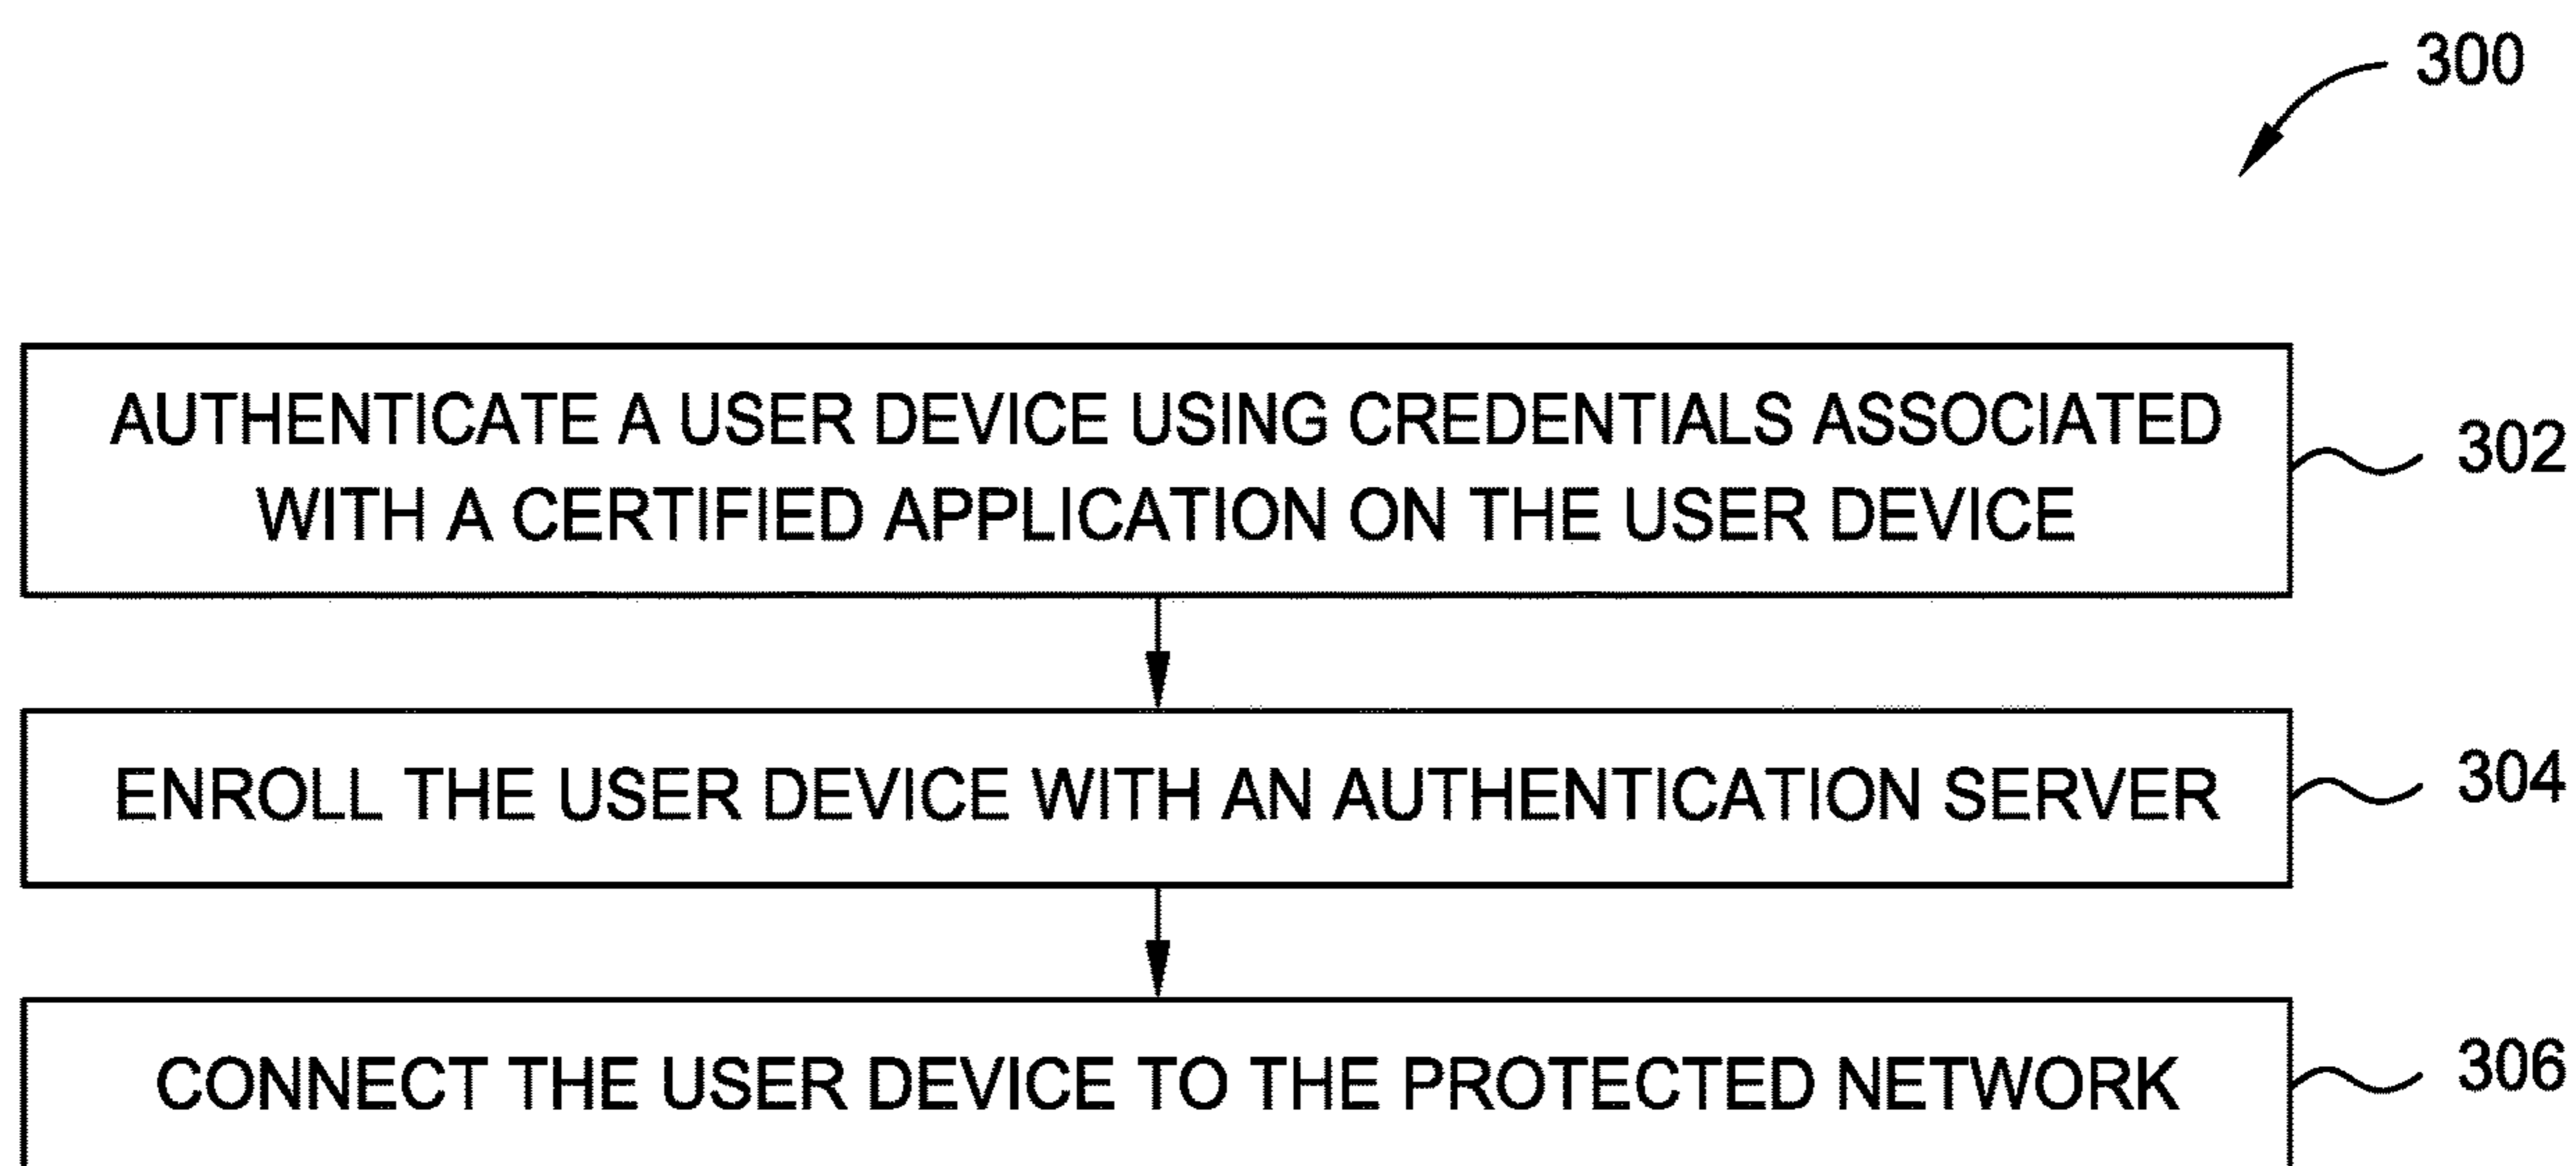 300
AUTHENTICATE A USER DEVICE USING CREDENTIALS ASSOCIATED
WITH A CERTIFIED APPLICATION ON THE USER DEVICE
302
ENROLL THE USER DEVICE WITH AN AUTHENTICATION SERVER
304
CONNECT THE USER DEVICE TO THE PROTECTED NETWORK
306